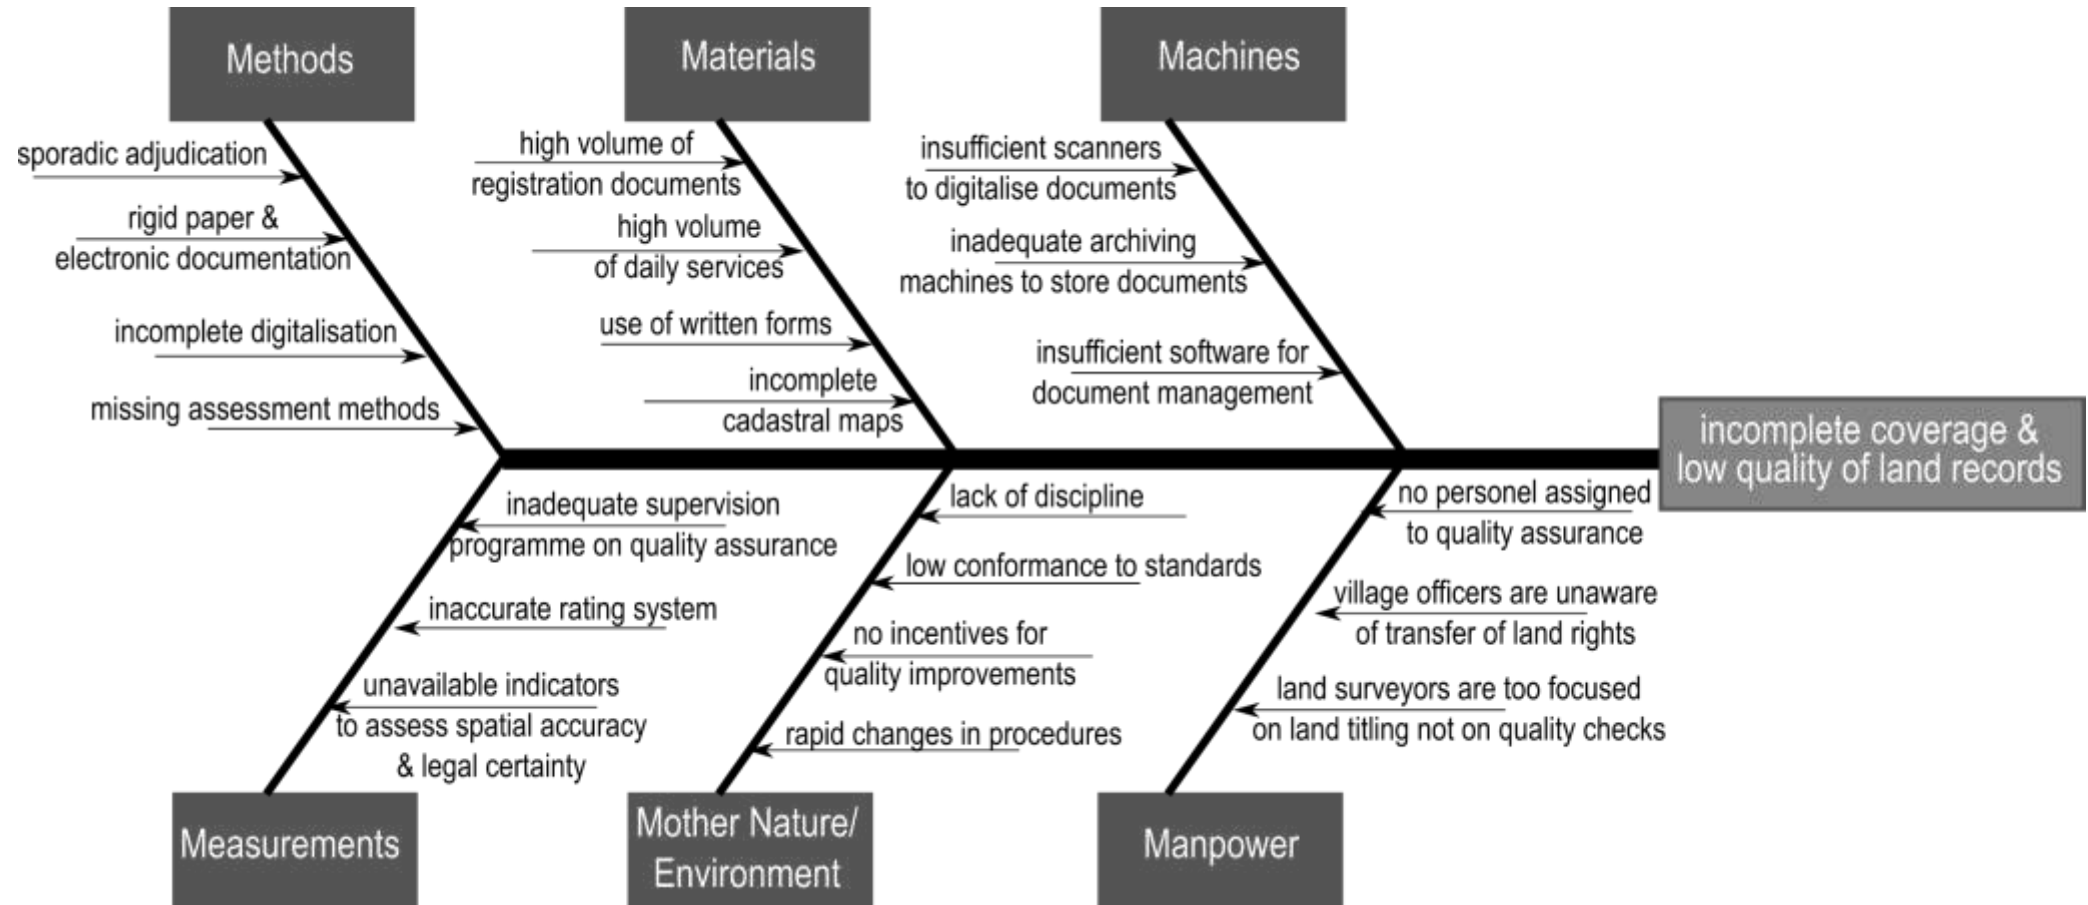 Methods
sporadic adjudication
rigid paper &
electronic documentation
incomplete digitalisation
missing assessment methods
Materials
high volume of
registration documents
high volume
of daily services
use of written forms
incomplete
cadastral maps
Machines
insufficient scanners
to digitalise documents
inadequate archiving
machines to store documents
insufficient software for
document management
incomplete coverage &
low quality of land records
inadequate supervision
programme on quality assurance
inaccurate rating system
unavailable indicators
to assess spatial accuracy
& legal certainty
Measurements
lack of discipline
low conformance to standards
no incentives for
quality improvements
rapid changes in procedures
Mother Nature/
Environment
no personel assigned
to quality assurance
village officers are unaware
of transfer of land rights
land surveyors are too focused
on land titling not on quality checks
Manpower